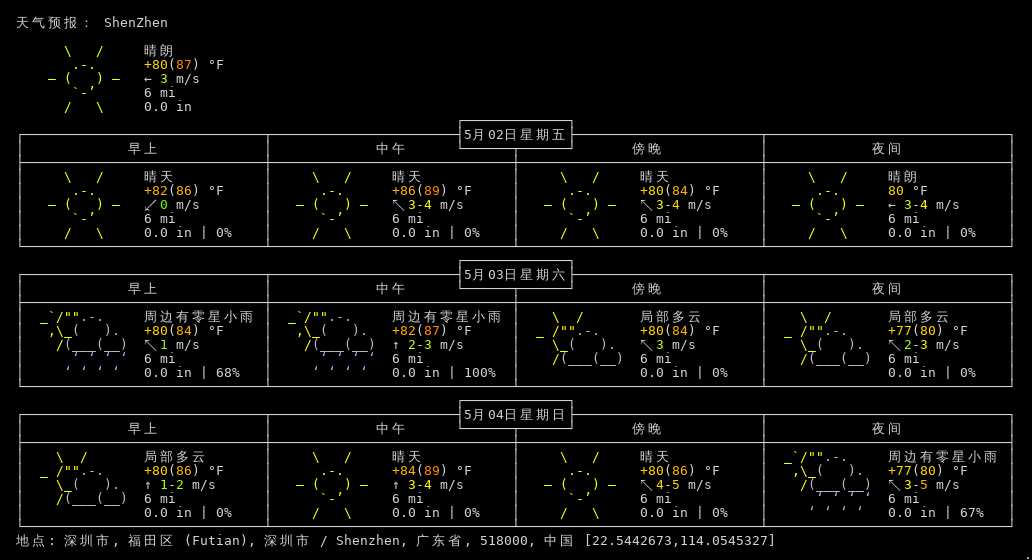 天气预报： ShenZhen
晴朗
+80(87) °F
← 3 m/s
6 mi
0.0 in
5月02日星期五
早上 中午 傍晚 夜间
晴天 晴天 晴天 晴朗
+82(86) °F +86(89) °F +80(84) °F 80 °F
↙ 0 m/s ↖ 3-4 m/s ↖ 3-4 m/s ← 3-4 m/s
6 mi 6 mi 6 mi 6 mi
0.0 in | 0% 0.0 in | 0% 0.0 in | 0% 0.0 in | 0%
5月03日星期六
早上 中午 傍晚 夜间
周边有零星小雨 周边有零星小雨 局部多云 局部多云
+80(84) °F +82(87) °F +80(84) °F +77(80) °F
↖ 1 m/s ↑ 2-3 m/s ↖ 3 m/s ↖ 2-3 m/s
6 mi 6 mi 6 mi 6 mi
0.0 in | 68% 0.0 in | 100% 0.0 in | 0% 0.0 in | 0%
5月04日星期日
早上 中午 傍晚 夜间
局部多云 晴天 晴天 周边有零星小雨
+80(86) °F +84(89) °F +80(86) °F +77(80) °F
↑ 1-2 m/s ↑ 3-4 m/s ↖ 4-5 m/s ↖ 3-5 m/s
6 mi 6 mi 6 mi 6 mi
0.0 in | 0% 0.0 in | 0% 0.0 in | 0% 0.0 in | 67%
地点: 深圳市, 福田区 (Futian), 深圳市 / Shenzhen, 广东省, 518000, 中国 [22.5442673,114.0545327]